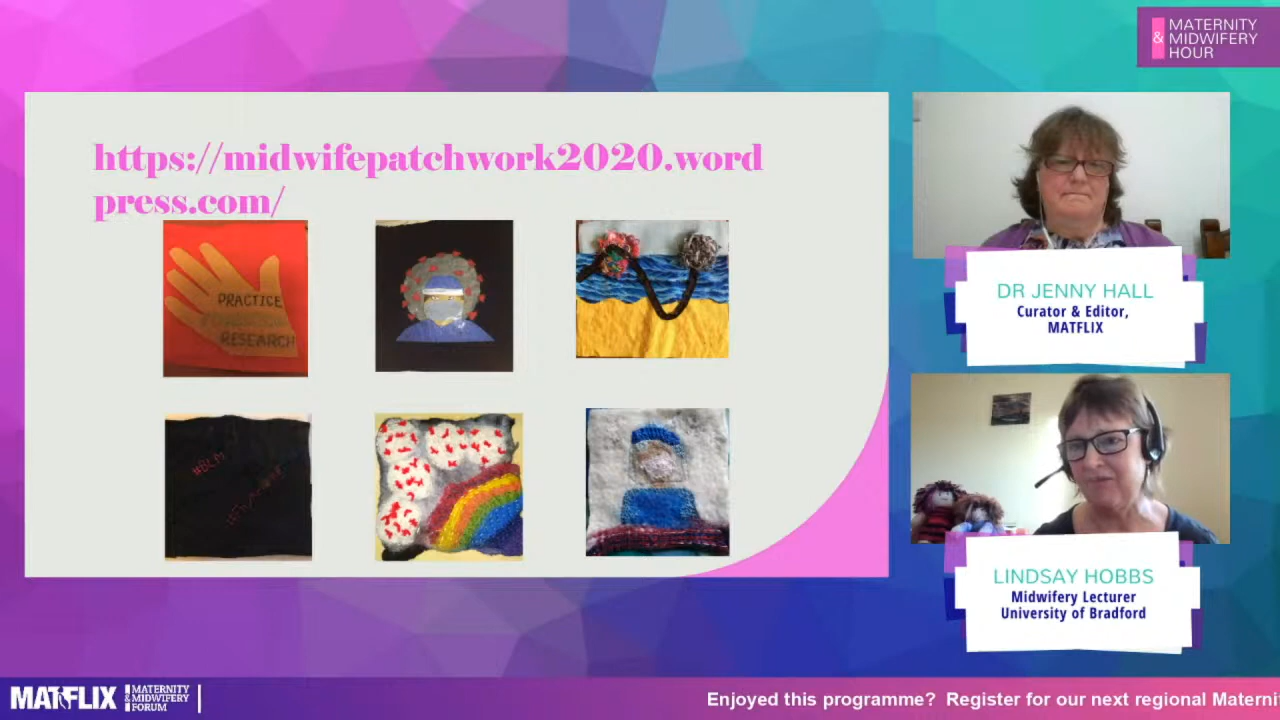 MATERNITY
& MIDWIFERY
HOUR
https://midwifepatchwork2020.word
press.com/
PRACTICE
RESEARCH
#BLM
DR JENNY HALL
Curator & Editor,
MATFLIX
LINDSAY HOBBS
Midwifery Lecturer
University of Bradford
MATFLIX
MATERNITY
& MIDWIFERY
FORUM
Enjoyed this programme? Register for our next regional Materni